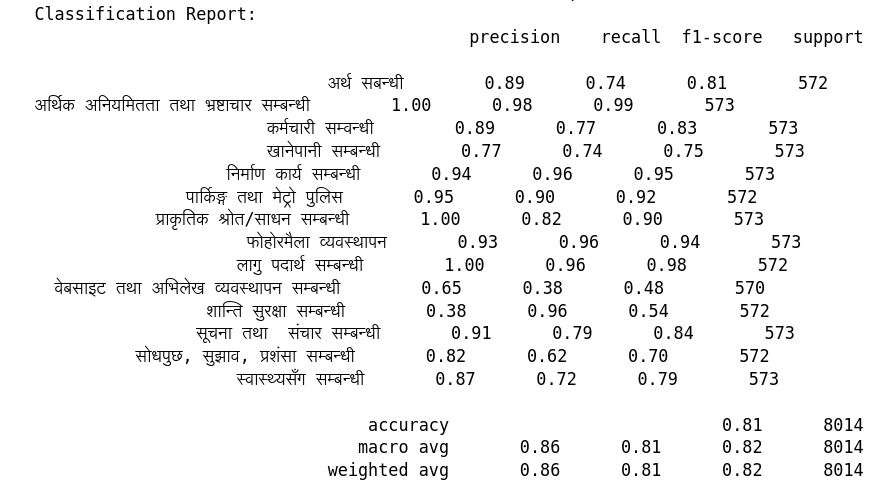 Classification Report:
precision recall f1-score support
अर्थ सबन्धी 0.89 0.74 0.81 572
आर्थिक अनियमितता तथा भ्रष्टाचार सम्बन्धी 1.00 0.98 0.99 573
कर्मचारी सम्वन्धी 0.89 0.77 0.83 573
खानेपानी सम्बन्धी 0.77 0.74 0.75 573
निर्माण कार्य सम्बन्धी 0.94 0.96 0.95 573
पार्किङ्ग तथा मेट्रो पुलिस 0.95 0.90 0.92 572
प्राकृतिक श्रोत/साधन सम्बन्धी 1.00 0.82 0.90 573
फोहोरमैला व्यवस्थापन 0.93 0.96 0.94 573
लागु पदार्थ सम्बन्धी 1.00 0.96 0.98 572
वेबसाइट तथा अभिलेख व्यवस्थापन सम्बन्धी 0.65 0.38 0.48 570
शान्ति सुरक्षा सम्बन्धी 0.38 0.96 0.54 572
सूचना तथा संचार सम्बन्धी 0.91 0.79 0.84 573
सोधपुछ, सुझाव, प्रशंसा सम्बन्धी 0.82 0.62 0.70 572
स्वास्थ्यसँग सम्बन्धी 0.87 0.72 0.79 573
accuracy 0.81 8014
macro avg 0.86 0.81 0.82 8014
weighted avg 0.86 0.81 0.82 8014